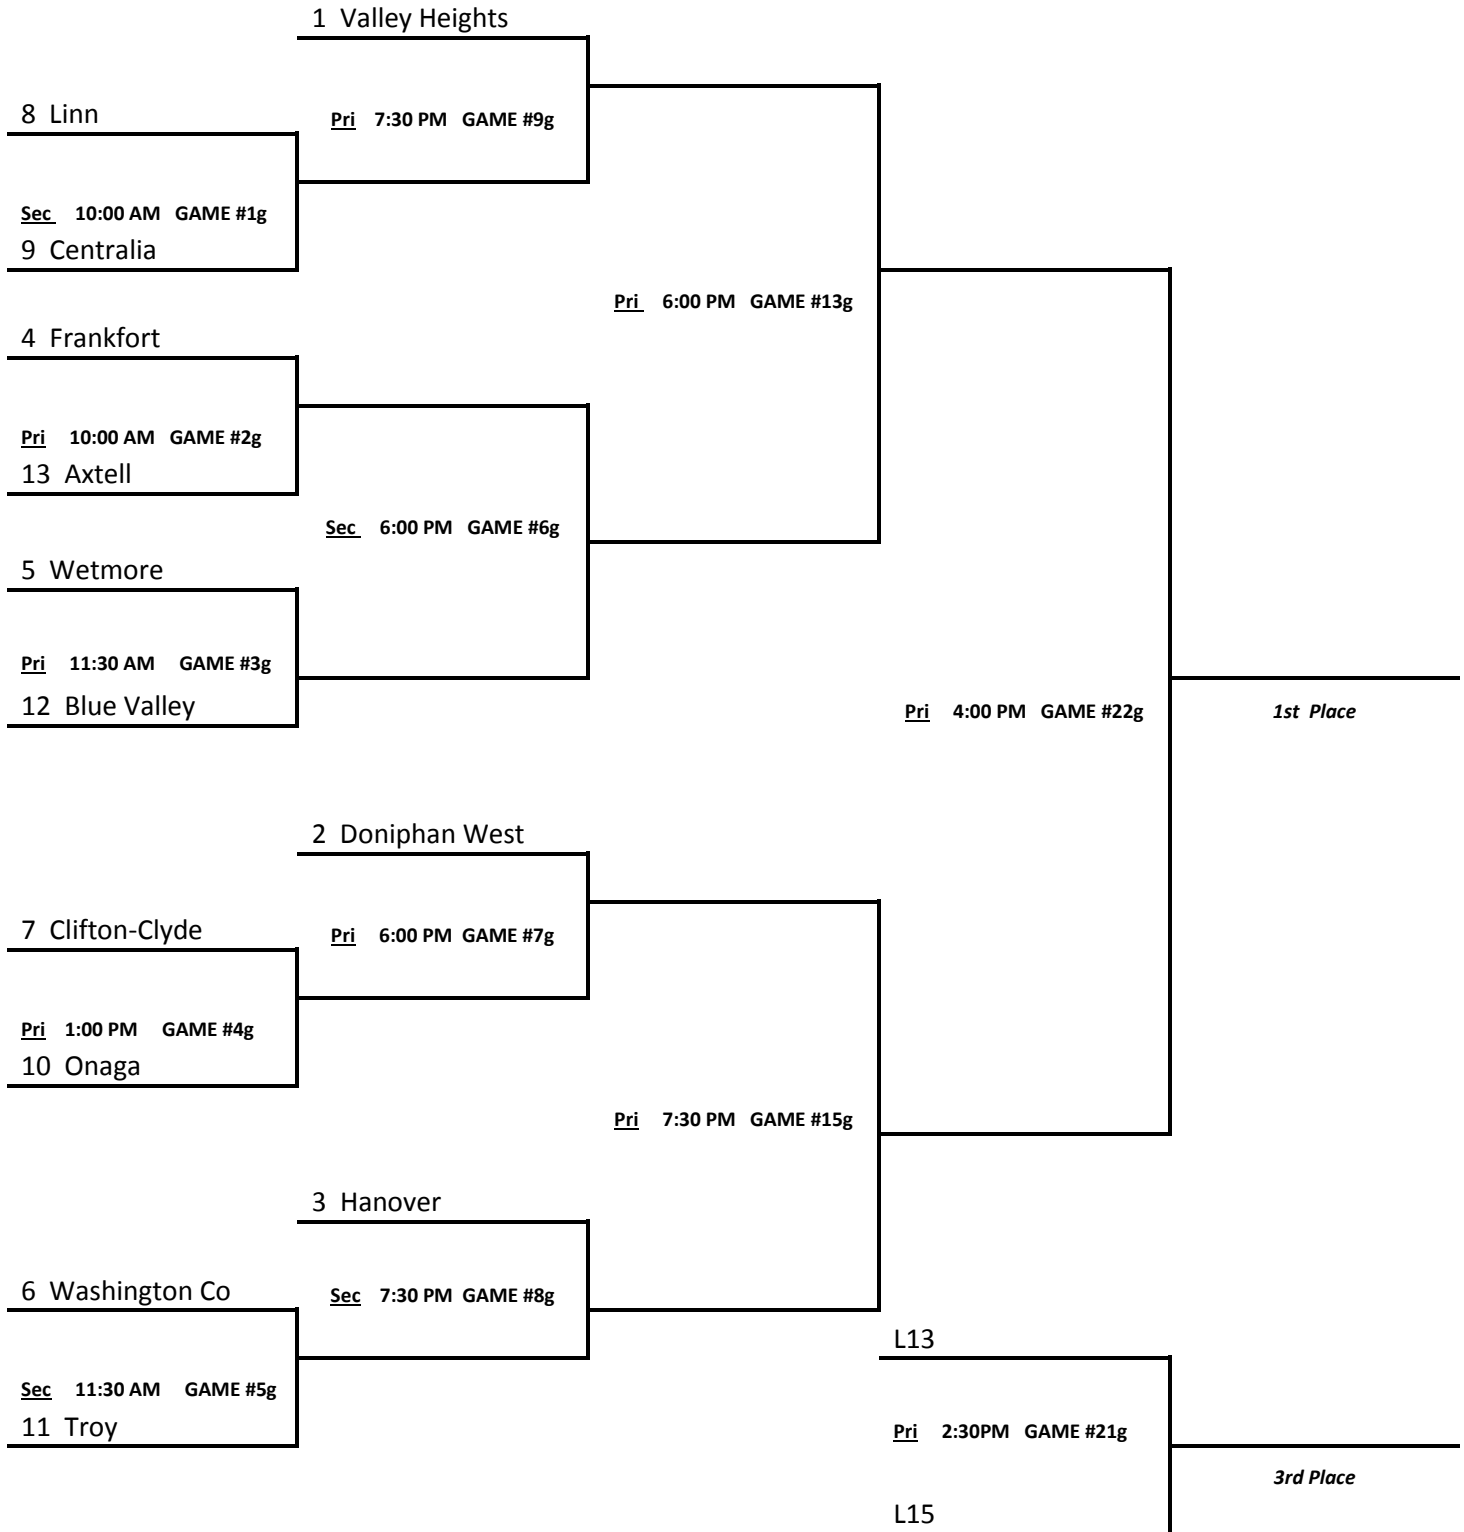 1 Valley Heights
8 Linn
Pri 7:30 PM GAME #9g
Sec 10:00 AM GAME #1g
9 Centralia
Pri 6:00 PM GAME #13g
4 Frankfort
Pri 10:00 AM GAME #2g
13 Axtell
Sec 6:00 PM GAME #6g
5 Wetmore
Pri 11:30 AM GAME #3g
12 Blue Valley
Pri 4:00 PM GAME #22g
1st Place
2 Doniphan West
7 Clifton-Clyde
Pri 6:00 PM GAME #7g
Pri 1:00 PM GAME #4g
10 Onaga
Pri 7:30 PM GAME #15g
3 Hanover
6 Washington Co
Sec 7:30 PM GAME #8g
L13
Sec 11:30 AM GAME #5g
11 Troy
Pri 2:30PM GAME #21g
3rd Place
L15